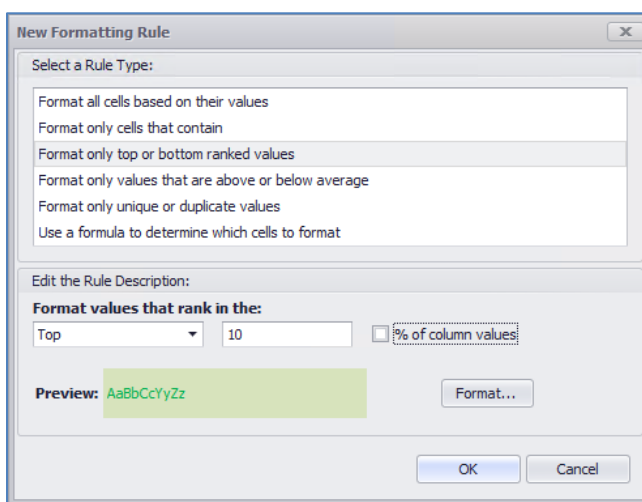 New Formatting Rule
Select a Rule Type:
Format all cells based on their values
Format only cells that contain
Format only top or bottom ranked values
Format only values that are above or below average
Format only unique or duplicate values
Use a formula to determine which cells to format
Edit the Rule Description:
Format values that rank in the:
Top 10 % of column values
Preview: AaBbCcYyZz Format...
OK Cancel